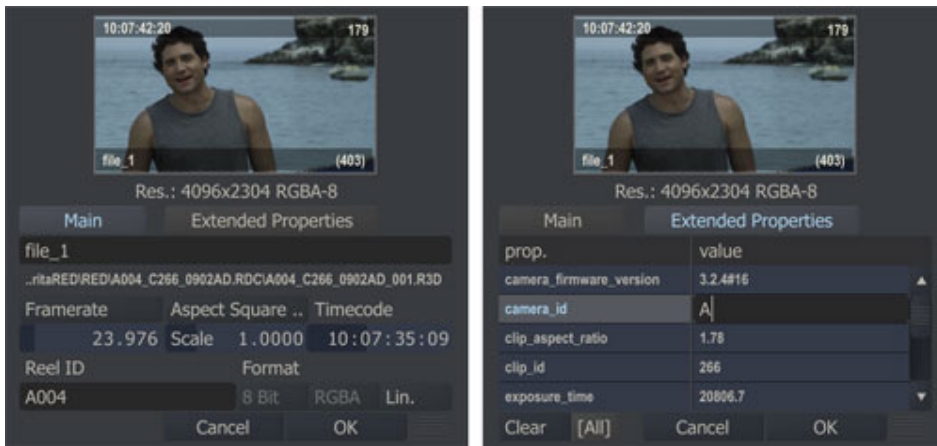 10:07:42:20 179
file_1 (403)
Res.: 4096x2304 RGBA-8
Main Extended Properties
file_1
..ritaRED\RED\A004_C266_0902AD.RDC\A004_C266_0902AD_001.R3D
Framerate Aspect Square .. Timecode
23.976 Scale 1.0000 10:07:35:09
Reel ID Format
A004 8 Bit RGBA Lin.
Cancel OK
10:07:42:20 179
file_1 (403)
Res.: 4096x2304 RGBA-8
Main Extended Properties
prop. value
camera_firmware_version 3.2.4#16
camera_id A
clip_aspect_ratio 1.78
clip_id 266
exposure_time 20806.7
Clear [All] Cancel OK